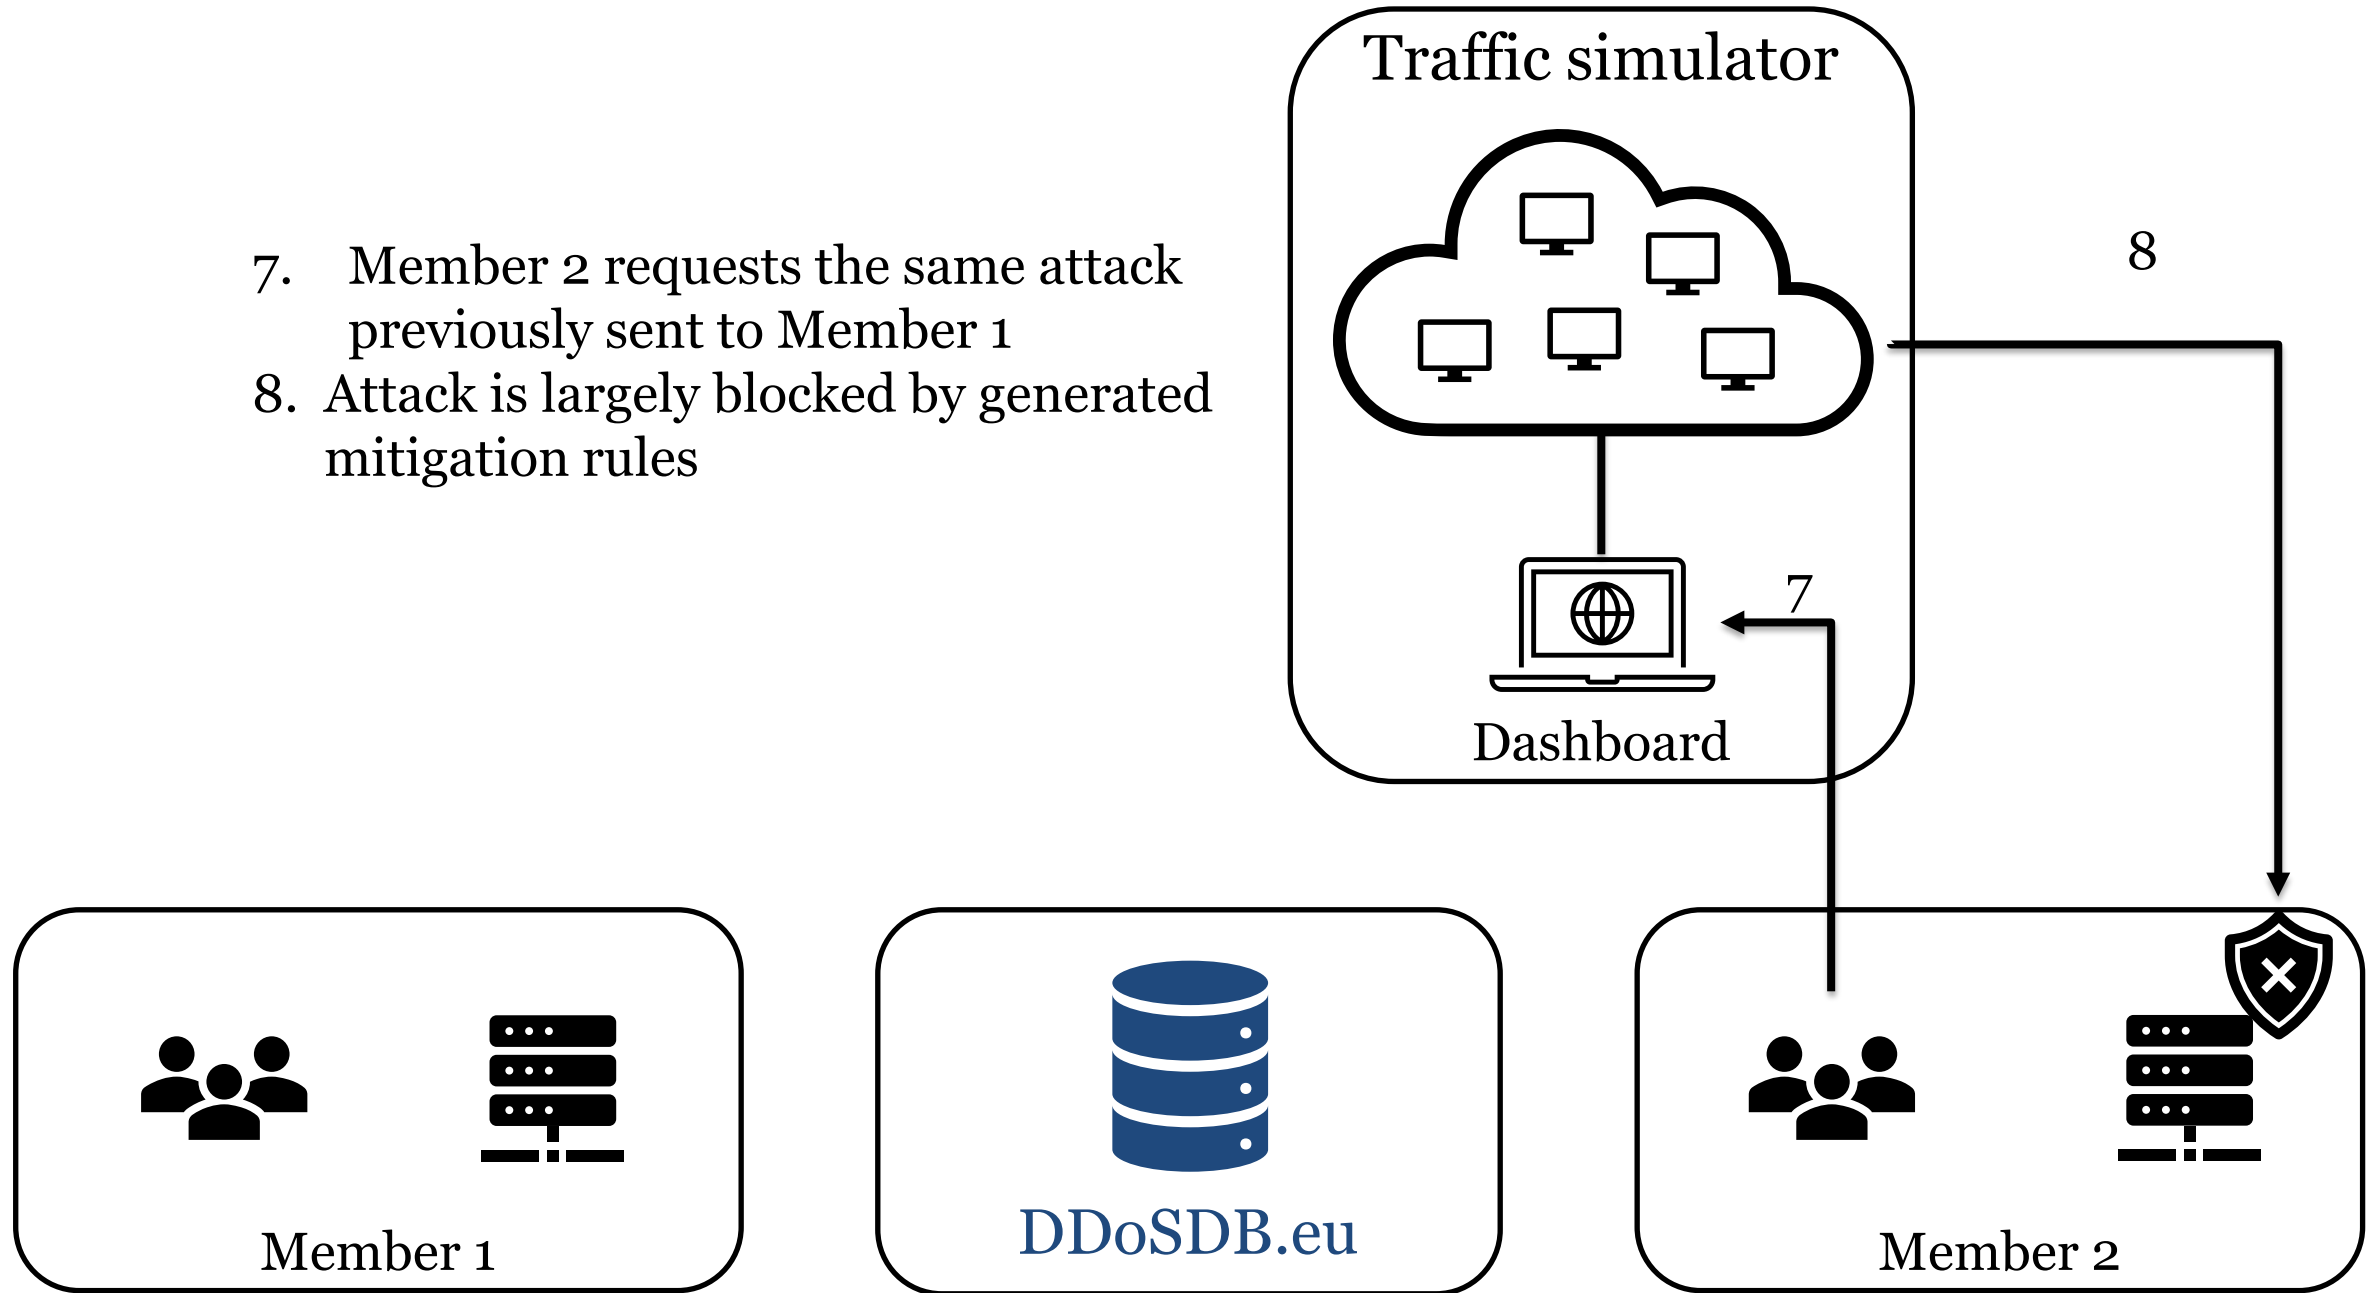 Traffic simulator
7. Member 2 requests the same attack
previously sent to Member 1
8. Attack is largely blocked by generated
mitigation rules
8
7
Dashboard
Member 1
DDoSDB.eu
Member 2